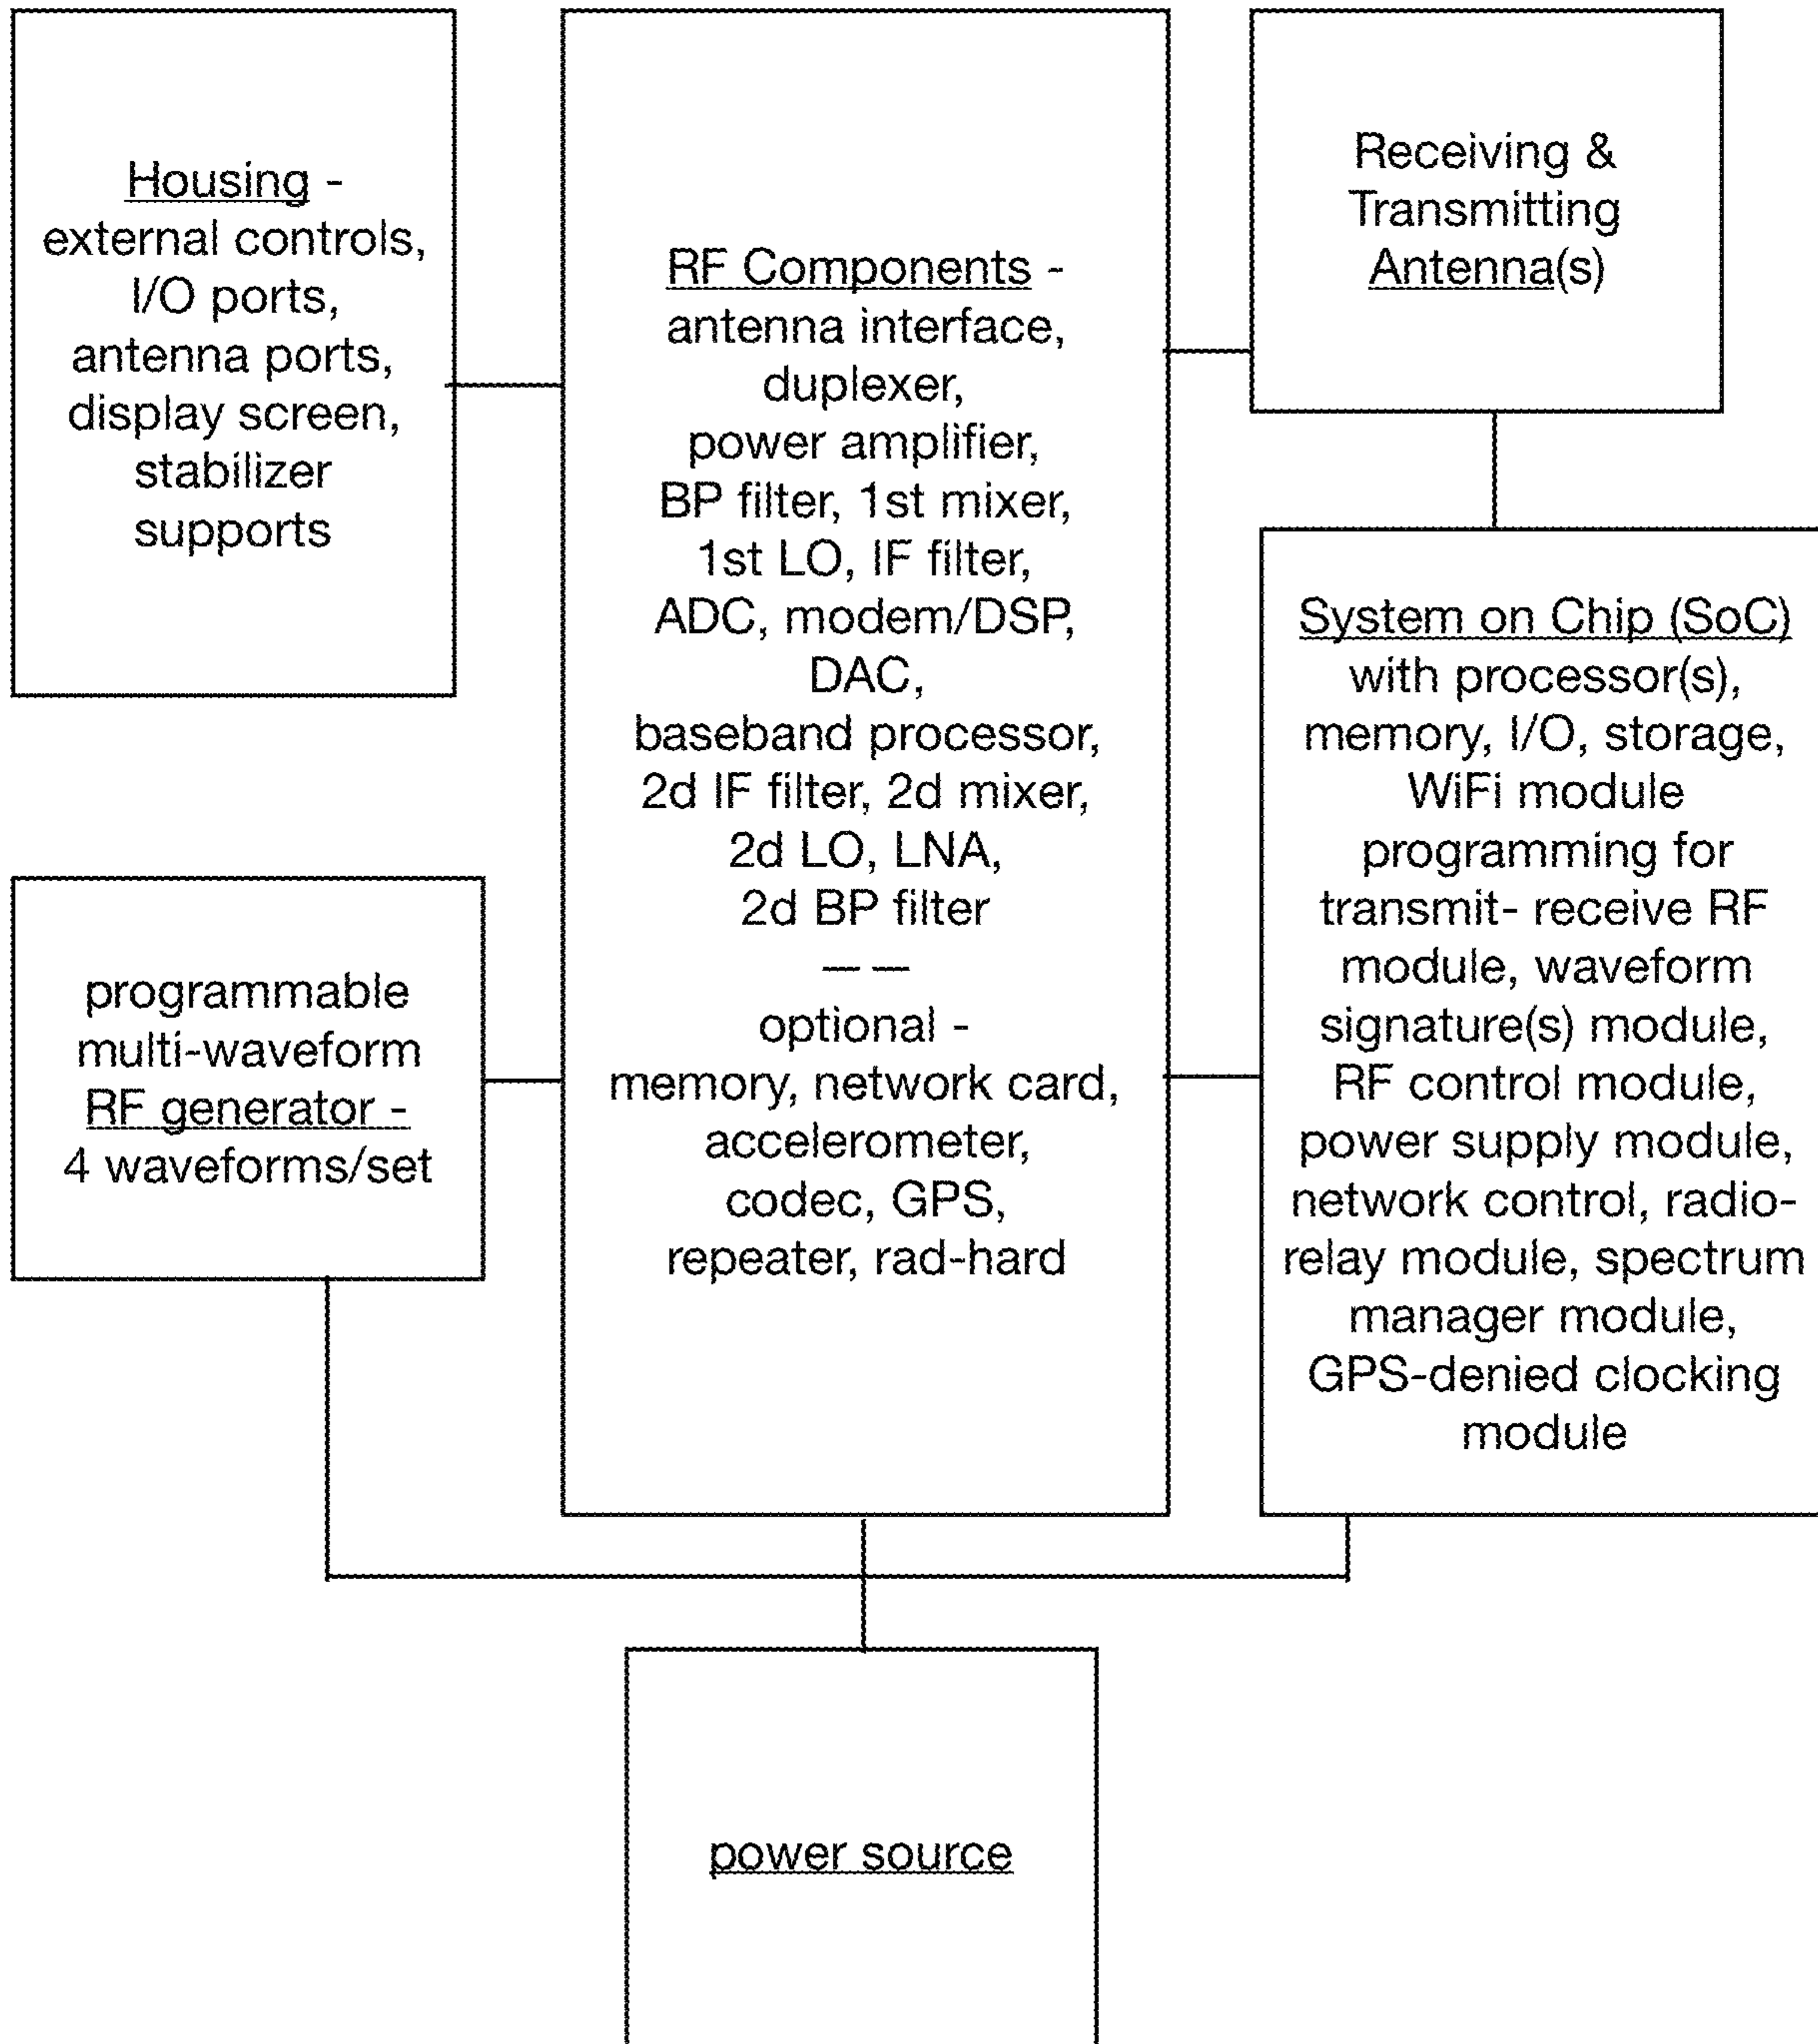 Housing -
external controls,
I/O ports,
antenna ports,
display screen,
stabilizer
supports
RF Components -
antenna interface,
duplexer,
power amplifier,
BP filter, 1st mixer,
1st LO, IF filter,
ADC, modem/DSP,
DAC,
baseband processor,
2d IF filter, 2d mixer,
2d LO, LNA,
2d BP filter
— —
optional -
memory, network card,
accelerometer,
codec, GPS,
repeater, rad-hard
Receiving &
Transmitting
Antenna(s)
System on Chip (SoC)
with processor(s),
memory, I/O, storage,
WiFi module
programming for
transmit- receive RF
module, waveform
signature(s) module,
RF control module,
power supply module,
network control, radio-
relay module, spectrum
manager module,
GPS-denied clocking
module
programmable
multi-waveform
RF generator -
4 waveforms/set
power source